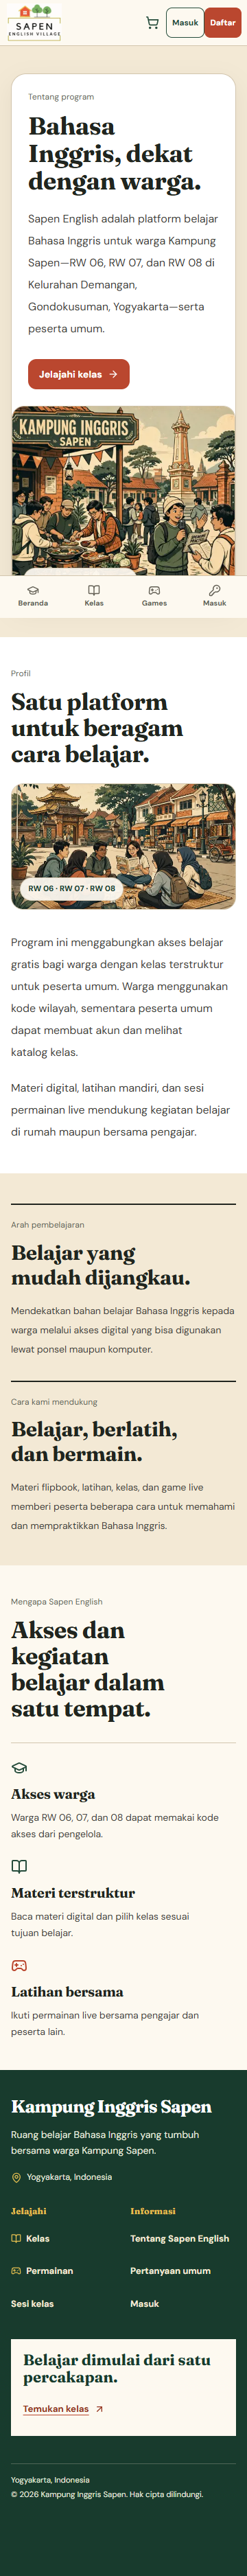 SAPEN
ENGLISH VILLAGE
Masuk
Daftar
Tentang program
Bahasa
Inggris, dekat
dengan warga.
Sapen English adalah platform belajar
Bahasa Inggris untuk warga Kampung
Sapen—RW 06, RW 07, dan RW 08 di
Kelurahan Demangan,
Gondokusuman, Yogyakarta—serta
peserta umum.
Jelajahi kelas
KAMPUNG INGGRIS
SAPEN
Beranda
Kelas
Games
Masuk
Profil
Satu platform
untuk beragam
cara belajar.
RW 06 · RW 07 · RW 08
Program ini menggabungkan akses belajar
gratis bagi warga dengan kelas terstruktur
untuk peserta umum. Warga menggunakan
kode wilayah, sementara peserta umum
dapat membuat akun dan melihat
katalog kelas.
Materi digital, latihan mandiri, dan sesi
permainan live mendukung kegiatan belajar
di rumah maupun bersama pengajar.
Arah pembelajaran
Belajar yang
mudah dijangkau.
Mendekatkan bahan belajar Bahasa Inggris kepada
warga melalui akses digital yang bisa digunakan
lewat ponsel maupun komputer.
Cara kami mendukung
Belajar, berlatih,
dan bermain.
Materi flipbook, latihan, kelas, dan game live
memberi peserta beberapa cara untuk memahami
dan mempraktikkan Bahasa Inggris.
Mengapa Sapen English
Akses dan
kegiatan
belajar dalam
satu tempat.
Akses warga
Warga RW 06, 07, dan 08 dapat memakai kode
akses dari pengelola.
Materi terstruktur
Baca materi digital dan pilih kelas sesuai
tujuan belajar.
Latihan bersama
Ikuti permainan live bersama pengajar dan
peserta lain.
Kampung Inggris Sapen
Ruang belajar Bahasa Inggris yang tumbuh
bersama warga Kampung Sapen.
Yogyakarta, Indonesia
Jelajahi
Informasi
Kelas
Tentang Sapen English
Permainan
Pertanyaan umum
Sesi kelas
Masuk
Belajar dimulai dari satu
percakapan.
Temukan kelas
Yogyakarta, Indonesia
© 2026 Kampung Inggris Sapen. Hak cipta dilindungi.